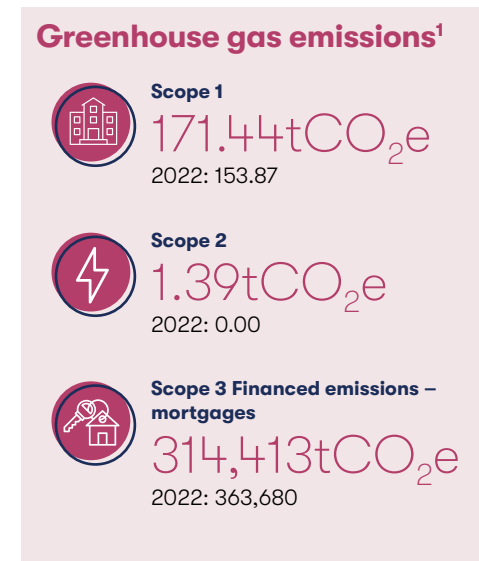 Greenhouse gas emissions¹
Scope 1
171.44tCO₂e
2022: 153.87
Scope 2
1.39tCO₂e
2022: 0.00
Scope 3 Financed emissions –
mortgages
314,413tCO₂e
2022: 363,680